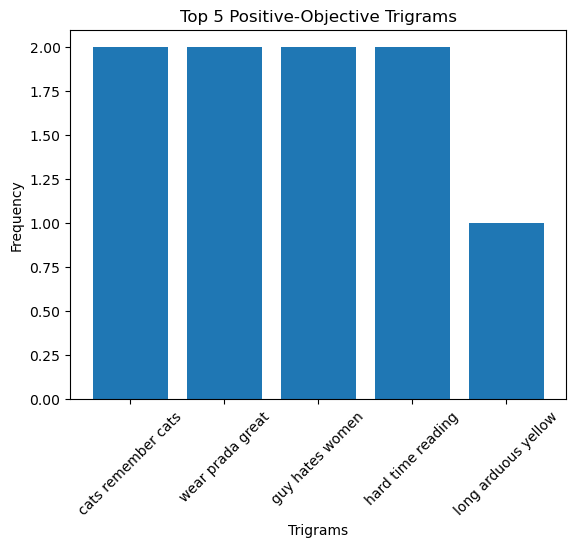 Top 5 Positive-Objective Trigrams
2.00
1.75
1.50
1.25
1.00
0.75
0.50
0.25
0.00
Frequency
cats remember cats
wear prada great
guy hates women
hard time reading
long arduous yellow
Trigrams